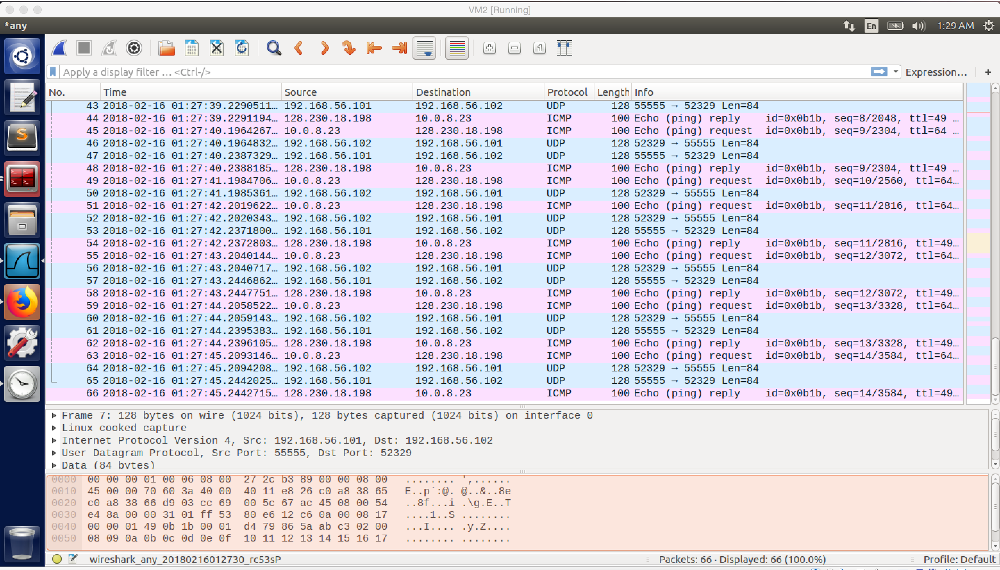 VM2 [Running]
*any
En
1:29 AM
Apply a display filter … <Ctrl-/>
Expression…
+
No. Time Source Destination Protocol Length Info
43 2018-02-16 01:27:39.2290511… 192.168.56.101 192.168.56.102 UDP 128 55555 → 52329 Len=84
44 2018-02-16 01:27:39.2291194… 128.230.18.198 10.0.8.23 ICMP 100 Echo (ping) reply id=0x0b1b, seq=8/2048, ttl=49 …
45 2018-02-16 01:27:40.1964267… 10.0.8.23 128.230.18.198 ICMP 100 Echo (ping) request id=0x0b1b, seq=9/2304, ttl=64 …
46 2018-02-16 01:27:40.1964832… 192.168.56.102 192.168.56.101 UDP 128 52329 → 55555 Len=84
47 2018-02-16 01:27:40.2387329… 192.168.56.101 192.168.56.102 UDP 128 55555 → 52329 Len=84
48 2018-02-16 01:27:40.2388185… 128.230.18.198 10.0.8.23 ICMP 100 Echo (ping) reply id=0x0b1b, seq=9/2304, ttl=49 …
49 2018-02-16 01:27:41.1984706… 10.0.8.23 128.230.18.198 ICMP 100 Echo (ping) request id=0x0b1b, seq=10/2560, ttl=64…
50 2018-02-16 01:27:41.1985361… 192.168.56.102 192.168.56.101 UDP 128 52329 → 55555 Len=84
51 2018-02-16 01:27:42.2019622… 10.0.8.23 128.230.18.198 ICMP 100 Echo (ping) request id=0x0b1b, seq=11/2816, ttl=64…
52 2018-02-16 01:27:42.2020343… 192.168.56.102 192.168.56.101 UDP 128 52329 → 55555 Len=84
53 2018-02-16 01:27:42.2371800… 192.168.56.101 192.168.56.102 UDP 128 55555 → 52329 Len=84
54 2018-02-16 01:27:42.2372803… 128.230.18.198 10.0.8.23 ICMP 100 Echo (ping) reply id=0x0b1b, seq=11/2816, ttl=49…
55 2018-02-16 01:27:43.2040144… 10.0.8.23 128.230.18.198 ICMP 100 Echo (ping) request id=0x0b1b, seq=12/3072, ttl=64…
56 2018-02-16 01:27:43.2040717… 192.168.56.102 192.168.56.101 UDP 128 52329 → 55555 Len=84
57 2018-02-16 01:27:43.2446862… 192.168.56.101 192.168.56.102 UDP 128 55555 → 52329 Len=84
58 2018-02-16 01:27:43.2447751… 128.230.18.198 10.0.8.23 ICMP 100 Echo (ping) reply id=0x0b1b, seq=12/3072, ttl=49…
59 2018-02-16 01:27:44.2058522… 10.0.8.23 128.230.18.198 ICMP 100 Echo (ping) request id=0x0b1b, seq=13/3328, ttl=64…
60 2018-02-16 01:27:44.2059143… 192.168.56.102 192.168.56.101 UDP 128 52329 → 55555 Len=84
61 2018-02-16 01:27:44.2395383… 192.168.56.101 192.168.56.102 UDP 128 55555 → 52329 Len=84
62 2018-02-16 01:27:44.2396105… 128.230.18.198 10.0.8.23 ICMP 100 Echo (ping) reply id=0x0b1b, seq=13/3328, ttl=49…
63 2018-02-16 01:27:45.2093146… 10.0.8.23 128.230.18.198 ICMP 100 Echo (ping) request id=0x0b1b, seq=14/3584, ttl=64…
64 2018-02-16 01:27:45.2094208… 192.168.56.102 192.168.56.101 UDP 128 52329 → 55555 Len=84
65 2018-02-16 01:27:45.2442025… 192.168.56.101 192.168.56.102 UDP 128 55555 → 52329 Len=84
66 2018-02-16 01:27:45.2442715… 128.230.18.198 10.0.8.23 ICMP 100 Echo (ping) reply id=0x0b1b, seq=14/3584, ttl=49…
Frame 7: 128 bytes on wire (1024 bits), 128 bytes captured (1024 bits) on interface 0
Linux cooked capture
Internet Protocol Version 4, Src: 192.168.56.101, Dst: 192.168.56.102
User Datagram Protocol, Src Port: 55555, Dst Port: 52329
Data (84 bytes)
0000 00 00 00 01 00 06 08 00 27 2c b3 89 00 00 08 00 ........ ',......
0010 45 00 00 70 60 3a 40 00 40 11 e8 26 c0 a8 38 65 E..p`:@. @..&..8e
0020 c0 a8 38 66 d9 03 cc 69 00 5c 67 ac 45 08 00 54 ..8f...i .\g.E..T
0030 e4 8a 00 00 31 01 ff 53 80 e6 12 c6 0a 00 08 17 ....1..S ........
0040 00 00 01 49 0b 1b 00 01 d4 79 86 5a ab c3 02 00 ...I.... .y.Z....
0050 08 09 0a 0b 0c 0d 0e 0f 10 11 12 13 14 15 16 17 ........ ........
wireshark_any_20180216012730_rc53sP
Packets: 66 · Displayed: 66 (100.0%)
Profile: Default